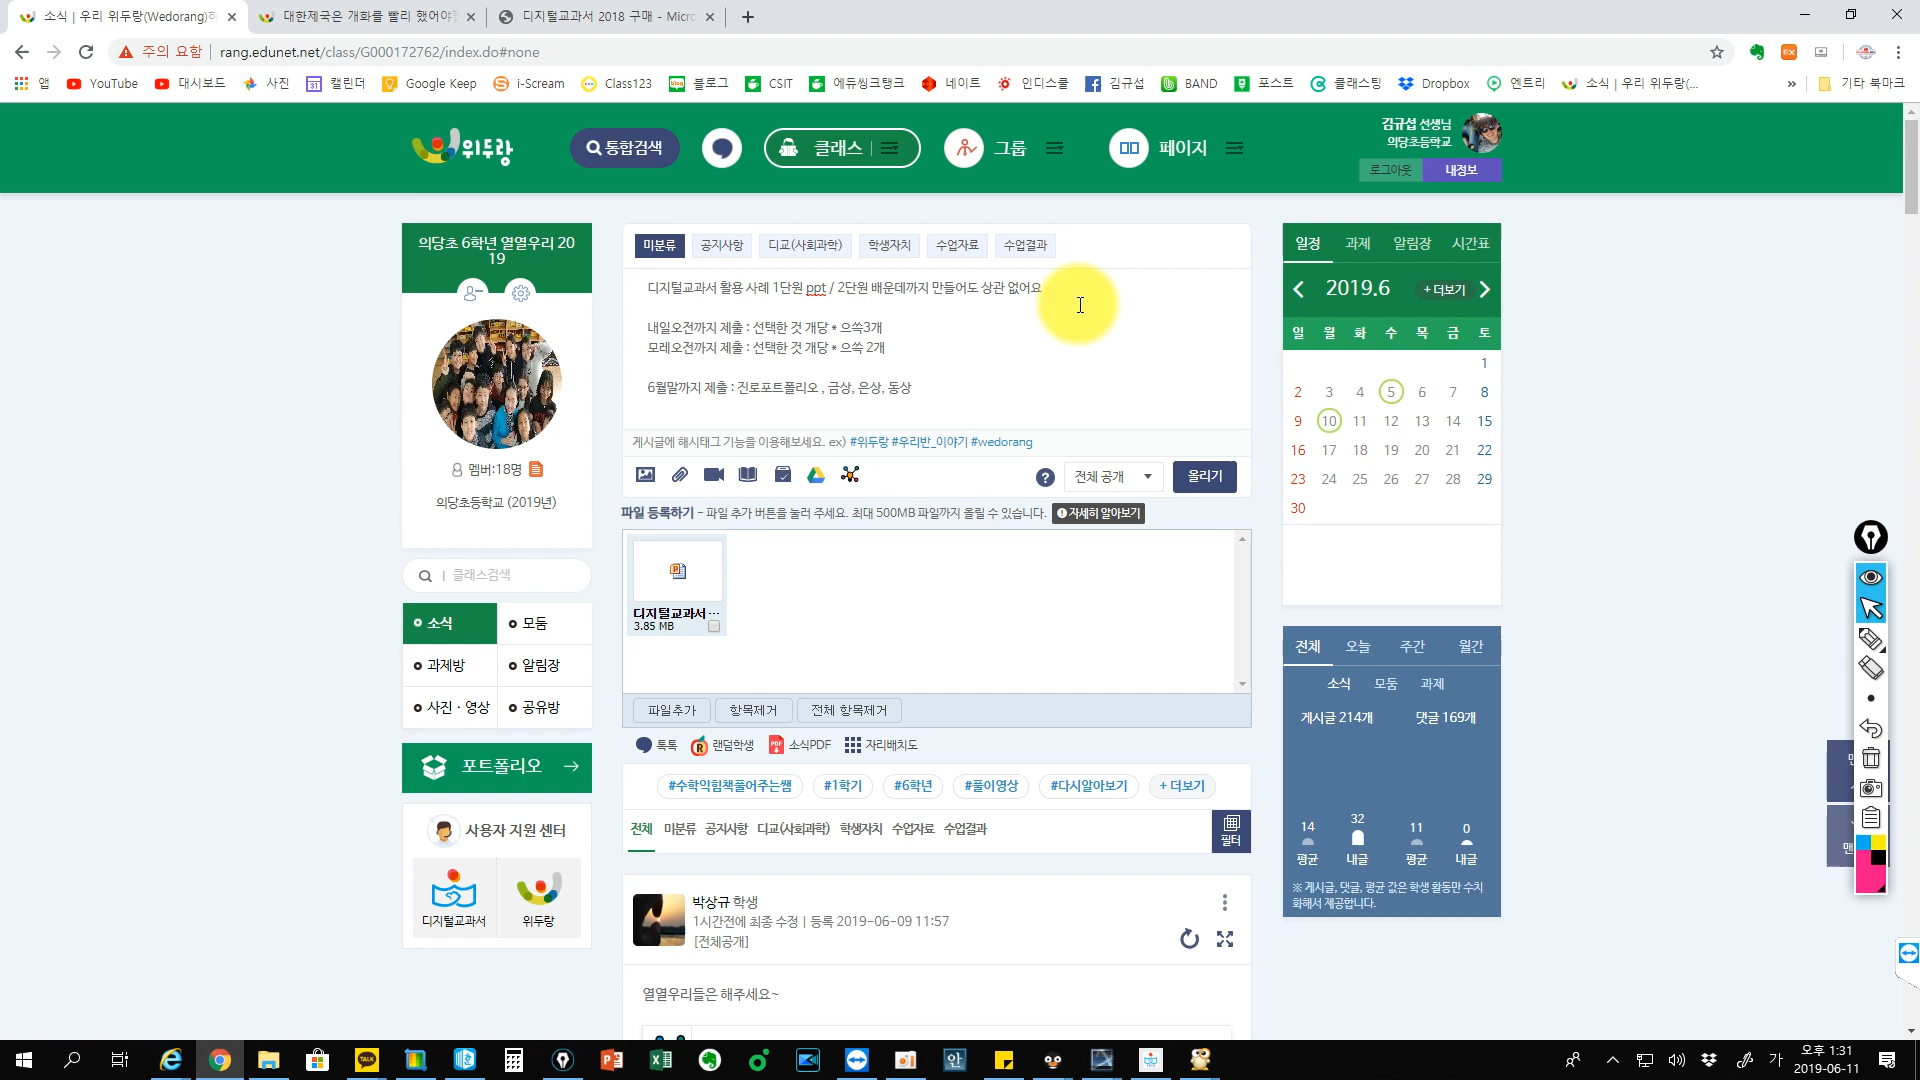 소식 | 우리 위두랑(Wedorang)하
대한제국은 개화를 빨리 했어야
디지털교과서 2018 구매 - Micro
주의 요함
rang.edunet.net/class/G000172762/index.do#none
앱
YouTube
대시보드
사진
캘린더
Google Keep
i-Scream
Class123
블로그
CSIT
에듀씽크탱크
네이트
인디스쿨
김규섭
BAND
포스트
클래스팅
Dropbox
엔트리
소식 | 우리 위두랑(...
»
기타 북마크
위두랑
통합검색
클래스
그룹
페이지
김규섭 선생님
의당초등학교
로그아웃
내정보
의당초 6학년 열열우리 20
19
멤버:18명
의당초등학교 (2019년)
클래스검색
소식
모둠
과제방
알림장
사진 · 영상
공유방
포트폴리오
사용자 지원 센터
디지털교과서
위두랑
미분류
공지사항
디교(사회과학)
학생자치
수업자료
수업결과
디지털교과서 활용 사례 1단원 ppt / 2단원 배운데까지 만들어도 상관 없어요
내일오전까지 제출 : 선택한 것 개당 * 으쓱3개
모레오전까지 제출 : 선택한 것 개당 * 으쓱 2개
6월말까지 제출 : 진로포트폴리오 , 금상, 은상, 동상
게시글에 해시태그 기능을 이용해보세요. ex) #위두랑 #우리반_이야기 #wedorang
전체 공개
올리기
파일 등록하기 - 파일 추가 버튼을 눌러 주세요. 최대 500MB 파일까지 올릴 수 있습니다.
자세히 알아보기
디지털교과서 ...
3.85 MB
파일추가
항목제거
전체 항목제거
톡톡
랜덤학생
소식PDF
자리배치도
#수학익힘책풀어주는쌤
#1학기
#6학년
#풀이영상
#다시알아보기
+ 더보기
전체
미분류
공지사항
디교(사회과학)
학생자치
수업자료
수업결과
필터
박상규 학생
1시간전에 최종 수정 | 등록 2019-06-09 11:57
[전체공개]
열열우리들은 해주세요~
일정
과제
알림장
시간표
2019.6
+ 더보기
일 월 화 수 목 금 토
1
2 3 4 5 6 7 8
9 10 11 12 13 14 15
16 17 18 19 20 21 22
23 24 25 26 27 28 29
30
전체
오늘
주간
월간
소식
모둠
과제
게시글 214개
댓글 169개
14
32
11
0
평균
내글
평균
내글
※ 게시글, 댓글, 평균 값은 학생 활동만 수치
화해서 제공합니다.
맨
가
오후 1:31
2019-06-11